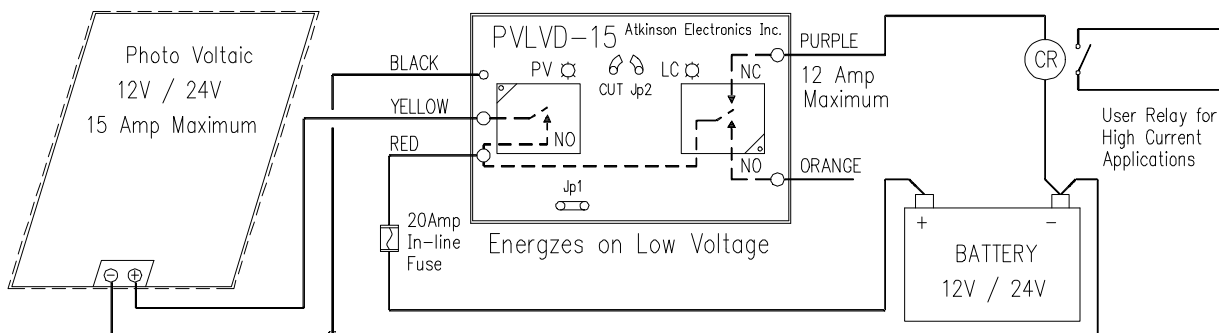 Photo Voltaic
12V / 24V
15 Amp Maximum
BLACK
YELLOW
RED
20Amp
In-line
Fuse
PVLVD-15 Atkinson Electronics Inc.
PV
CUT Jp2
LC
NC
NO
NO
Jp1
Energzes on Low Voltage
PURPLE
12 Amp
Maximum
ORANGE
CR
User Relay for
High Current
Applications
+ -
BATTERY
12V / 24V
- +